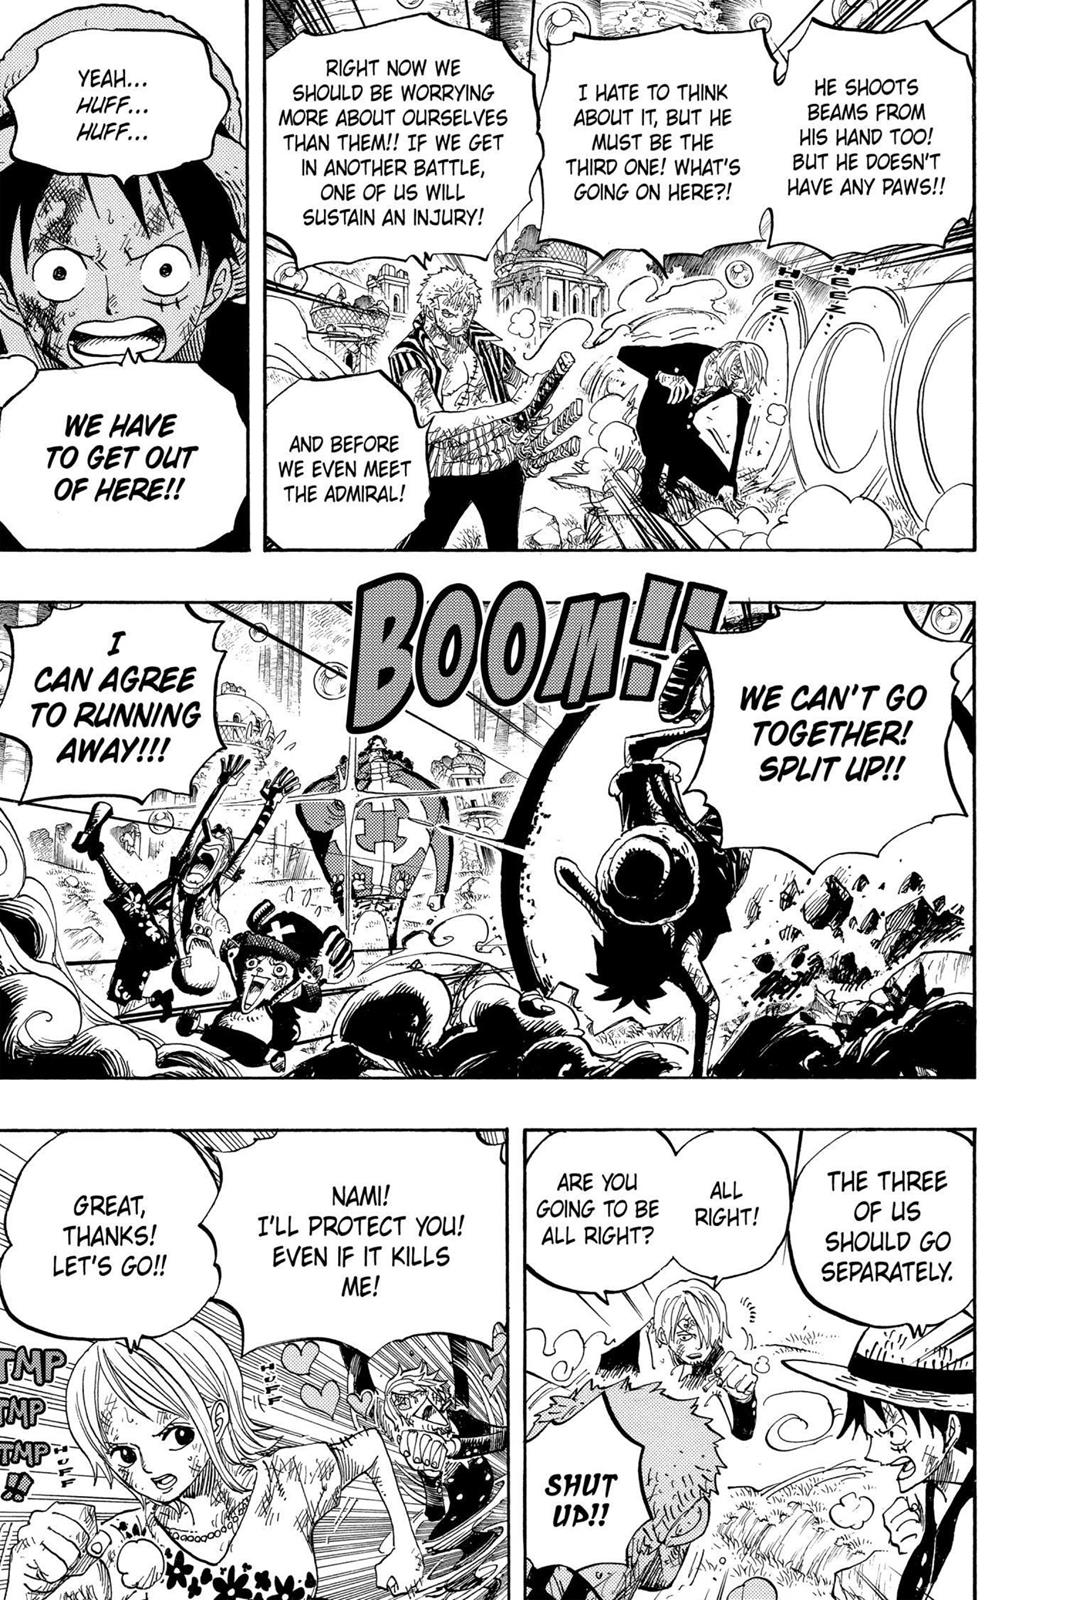 HE SHOOTS
BEAMS FROM
HIS HAND TOO!
BUT HE DOESN'T
HAVE ANY PAWS!!
I HATE TO THINK
ABOUT IT, BUT HE
MUST BE THE
THIRD ONE! WHAT'S
GOING ON HERE?!
RIGHT NOW WE
SHOULD BE WORRYING
MORE ABOUT OURSELVES
THAN THEM!! IF WE GET
IN ANOTHER BATTLE,
ONE OF US WILL
SUSTAIN AN INJURY!
AND BEFORE
WE EVEN MEET
THE ADMIRAL!
YEAH...
HUFF...
HUFF...
WE HAVE
TO GET OUT
OF HERE!!
WE CAN'T GO
TOGETHER!
SPLIT UP!!
BOOM!!
I
CAN AGREE
TO RUNNING
AWAY!!!
THE THREE
OF US
SHOULD GO
SEPARATELY.
ALL
RIGHT!
ARE YOU
GOING TO BE
ALL RIGHT?
SHUT
UP!!
NAMI!
I'LL PROTECT YOU!
EVEN IF IT KILLS
ME!
HUFF
GREAT,
THANKS!
LET'S GO!!
HUFF
TMP
TMP
TMP
!!